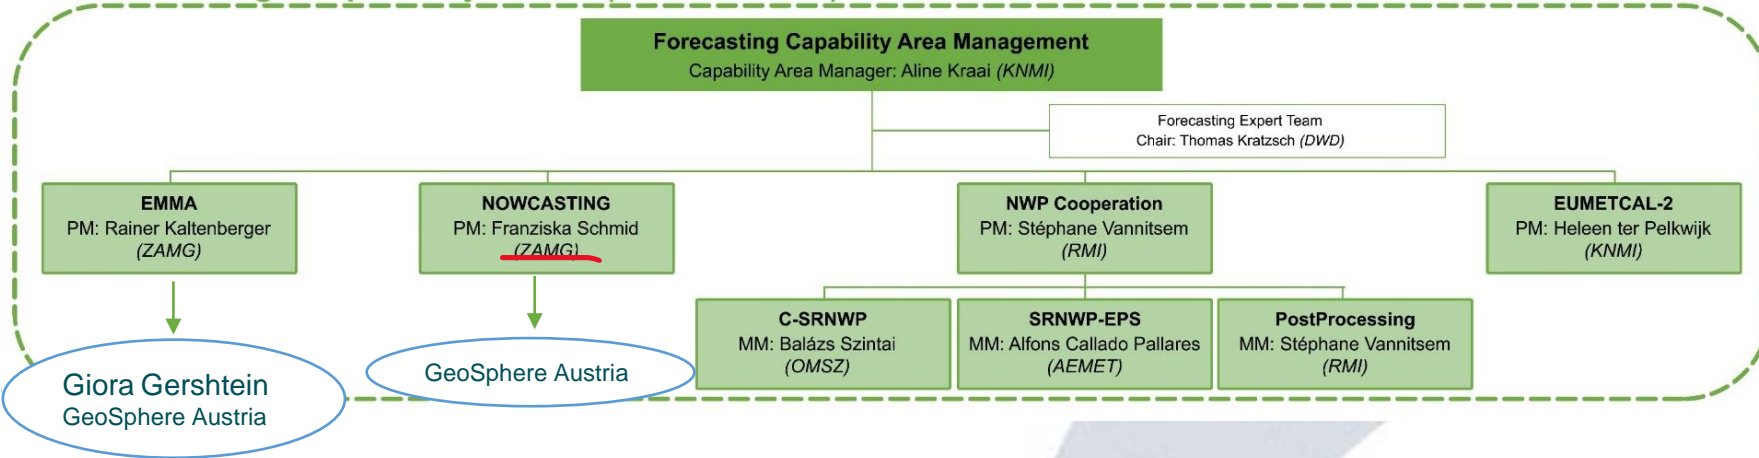 Forecasting Capability Area Management
Capability Area Manager: Aline Kraai (KNMI)
Forecasting Expert Team
Chair: Thomas Kratzsch (DWD)
EMMA
PM: Rainer Kaltenberger
(ZAMG)
NOWCASTING
PM: Franziska Schmid
(ZAMG)
NWP Cooperation
PM: Stéphane Vannitsem
(RMI)
EUMETCAL-2
PM: Heleen ter Pelkwijk
(KNMI)
C-SRNWP
MM: Balázs Szintai
(OMSZ)
SRNWP-EPS
MM: Alfons Callado Pallares
(AEMET)
PostProcessing
MM: Stéphane Vannitsem
(RMI)
Giora Gershtein
GeoSphere Austria
GeoSphere Austria